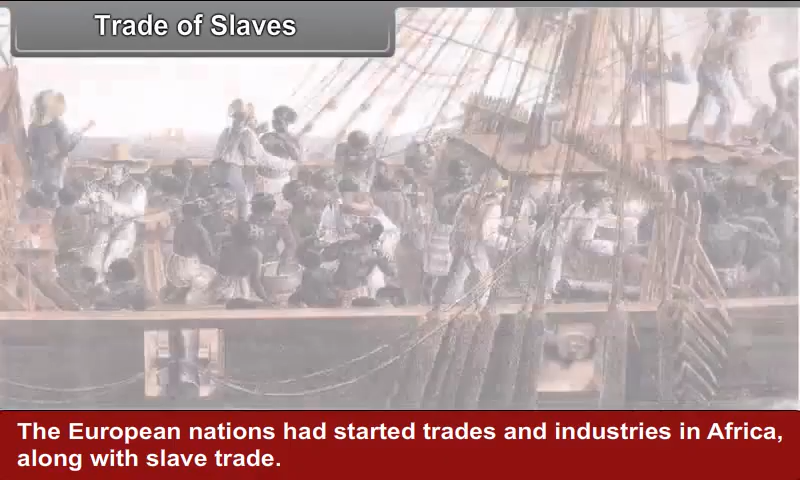 Trade of Slaves
The European nations had started trades and industries in Africa,
along with slave trade.